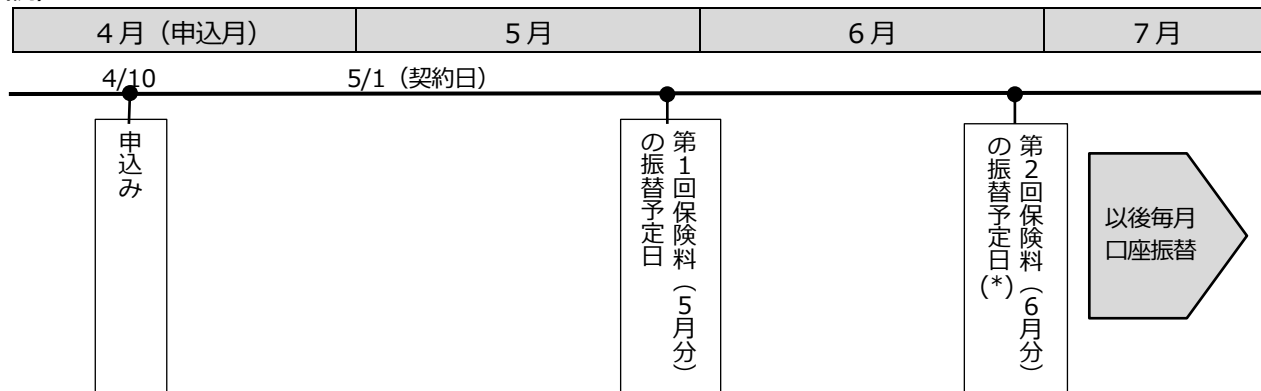 4月（申込月）
5月
6月
7月
4/10
5/1（契約日）
申込み
第1回保険料（5月分）
の振替予定日
第2回保険料（6月分）
の振替予定日(*)
以後毎月
口座振替